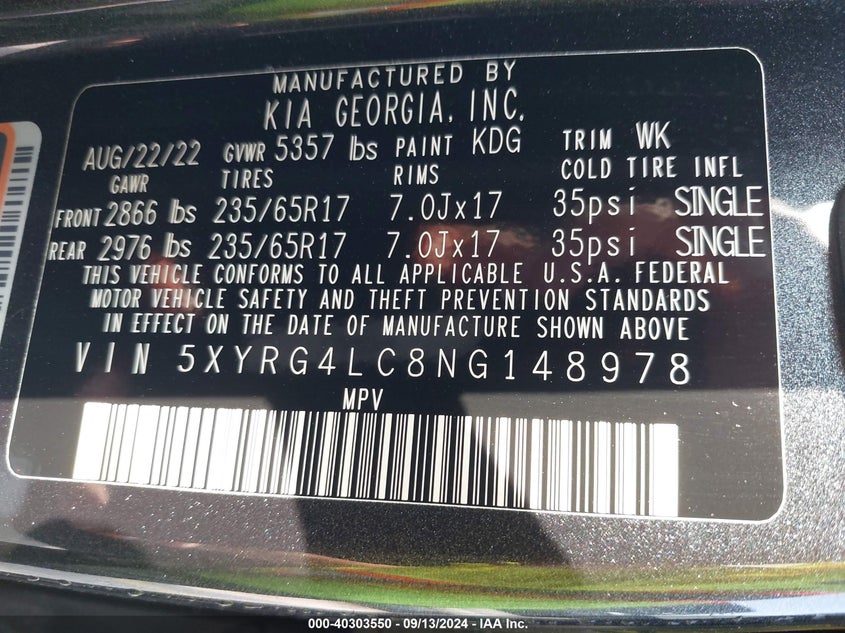 MANUFACTURED BY
KIA GEORGIA, INC.
AUG/22/22 GVWR 5357 lbs PAINT KDG TRIM WK
GAWR TIRES RIMS COLD TIRE INFL
FRONT 2866 lbs 235/65R17 7.0Jx17 35psi SINGLE
REAR 2976 lbs 235/65R17 7.0Jx17 35psi SINGLE
THIS VEHICLE CONFORMS TO ALL APPLICABLE U.S.A. FEDERAL
MOTOR VEHICLE SAFETY AND THEFT PREVENTION STANDARDS
IN EFFECT ON THE DATE OF MANUFACTURE SHOWN ABOVE
VIN 5XYRG4LC8NG148978
MPV
000-40303550 - 09/13/2024 - IAA Inc.